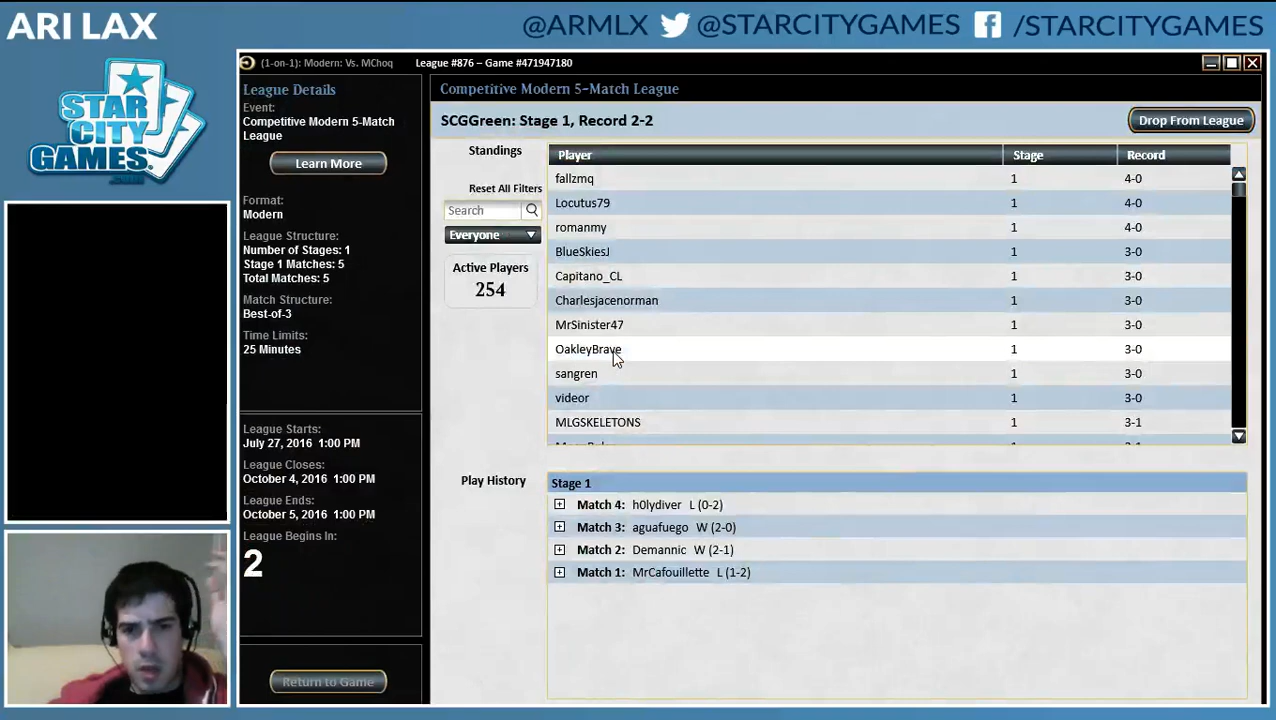 ARI LAX
@ARMLX @STARCITYGAMES /STARCITYGAMES
STAR
CITY
GAMES
(1-on-1): Modern: Vs. MChoq League #876 – Game #471947180
League Details
Event:
Competitive Modern 5-Match
League
Learn More
Format:
Modern
League Structure:
Number of Stages: 1
Stage 1 Matches: 5
Total Matches: 5
Match Structure:
Best-of-3
Time Limits:
25 Minutes
League Starts:
July 27, 2016 1:00 PM
League Closes:
October 4, 2016 1:00 PM
League Ends:
October 5, 2016 1:00 PM
League Begins In:
2
Return to Game
Competitive Modern 5-Match League
SCGGreen: Stage 1, Record 2-2
Drop From League
Standings
Reset All Filters
Search
Everyone
Active Players
254
Player Stage Record
fallzmq 1 4-0
Locutus79 1 4-0
romanmy 1 4-0
BlueSkiesJ 1 3-0
Capitano_CL 1 3-0
Charlesjacenorman 1 3-0
MrSinister47 1 3-0
OakleyBrave 1 3-0
sangren 1 3-0
videor 1 3-0
MLGSKELETONS 1 3-1
Play History
Stage 1
Match 4: h0lydiver L (0-2)
Match 3: aguafuego W (2-0)
Match 2: Demannic W (2-1)
Match 1: MrCafouillette L (1-2)